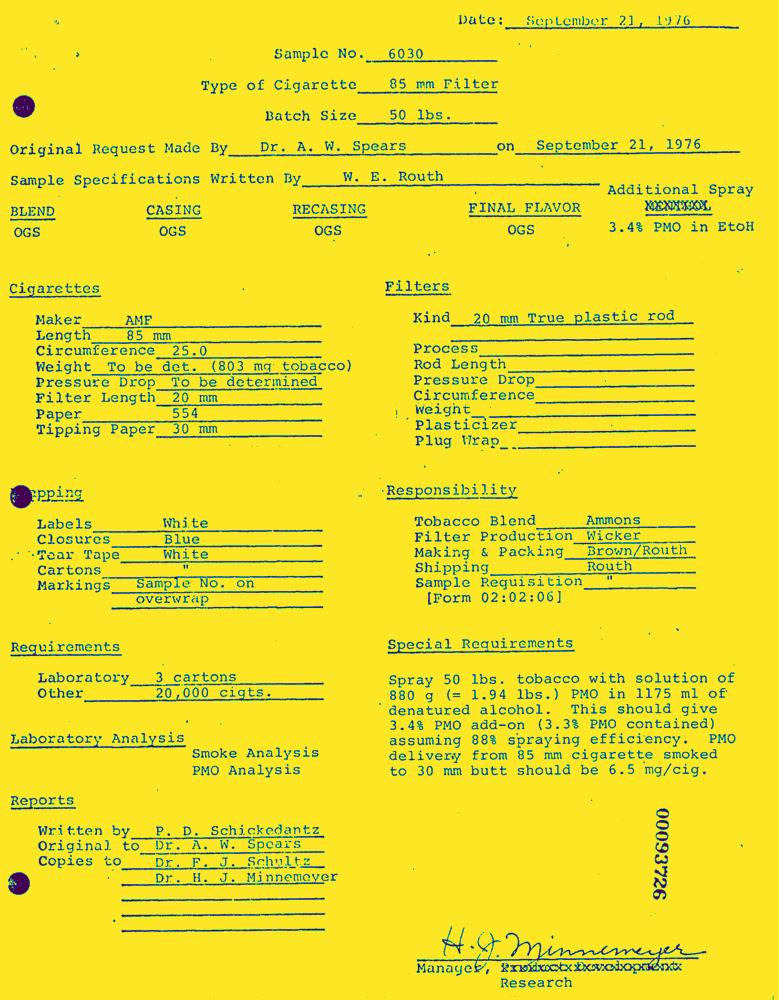 Date: September 21, 1976
Sample No. 6030
Type of Cigarette 85 mm Filter
Batch Size 50 lbs.
Original Request Made By Dr. A. W. Spears on September 21, 1976
Sample Specifications Written By W. E. Routh
Additional Spray
BLEND CASING RECASING FINAL FLAVOR MENTHOL
OGS OGS OGS OGS 3.4% PMO in EtoH
Cigarettes
Maker AMF
Length 85 mm
Circumference 25.0
Weight To be det. (803 mg tobacco)
Pressure Drop To be determined
Filter Length 20 mm
Paper 554
Tipping Paper 30 mm
Filters
Kind 20 mm True plastic rod
Process
Rod Length
Pressure Drop
Circumference
Weight
Plasticizer
Plug Wrap
pping
Labels White
Closures Blue
Tear Tape White
Cartons "
Markings Sample No. on
overwrap
Responsibility
Tobacco Blend Ammons
Filter Production Wicker
Making & Packing Brown/Routh
Shipping Routh
Sample Requisition "
[Form 02:02:06]
Requirements
Laboratory 3 cartons
Other 20,000 cigts.
Laboratory Analysis
Smoke Analysis
PMO Analysis
Special Requirements
Spray 50 lbs. tobacco with solution of
880 g (= 1.94 lbs.) PMO in 1175 ml of
denatured alcohol. This should give
3.4% PMO add-on (3.3% PMO contained)
assuming 88% spraying efficiency. PMO
delivery from 85 mm cigarette smoked
to 30 mm butt should be 6.5 mg/cig.
Reports
Written by P. D. Schickedantz
Original to Dr. A. W. Spears
Copies to Dr. F. J. Schultz
Dr. H. J. Minnemeyer
00093726
H. J. Minnemeyer
Manager, Product Development
Research